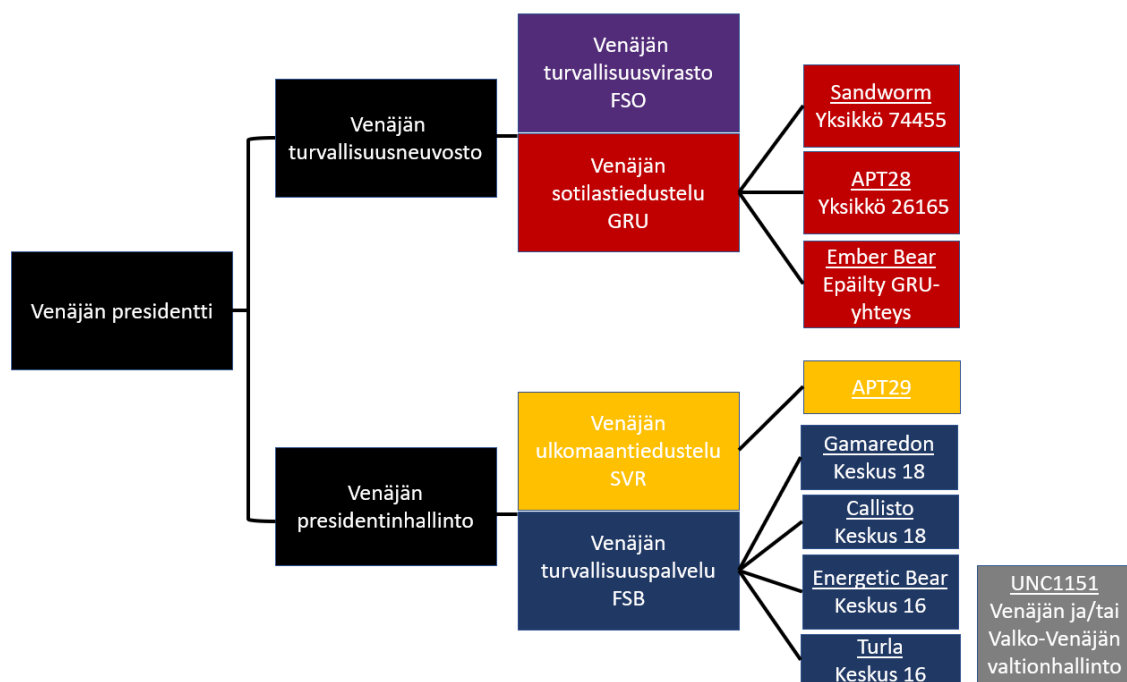 Venäjän presidentti
Venäjän
turvallisuusneuvosto
Venäjän
presidentinhallinto
Venäjän
turvallisuusvirasto
FSO
Venäjän
sotilastiedustelu
GRU
Venäjän
ulkomaantiedustelu
SVR
Venäjän
turvallisuuspalvelu
FSB
Sandworm
Yksikkö 74455
APT28
Yksikkö 26165
Ember Bear
Epäilty GRU-
yhteys
APT29
Gamaredon
Keskus 18
Callisto
Keskus 18
Energetic Bear
Keskus 16
Turla
Keskus 16
UNC1151
Venäjän ja/tai
Valko-Venäjän
valtionhallinto